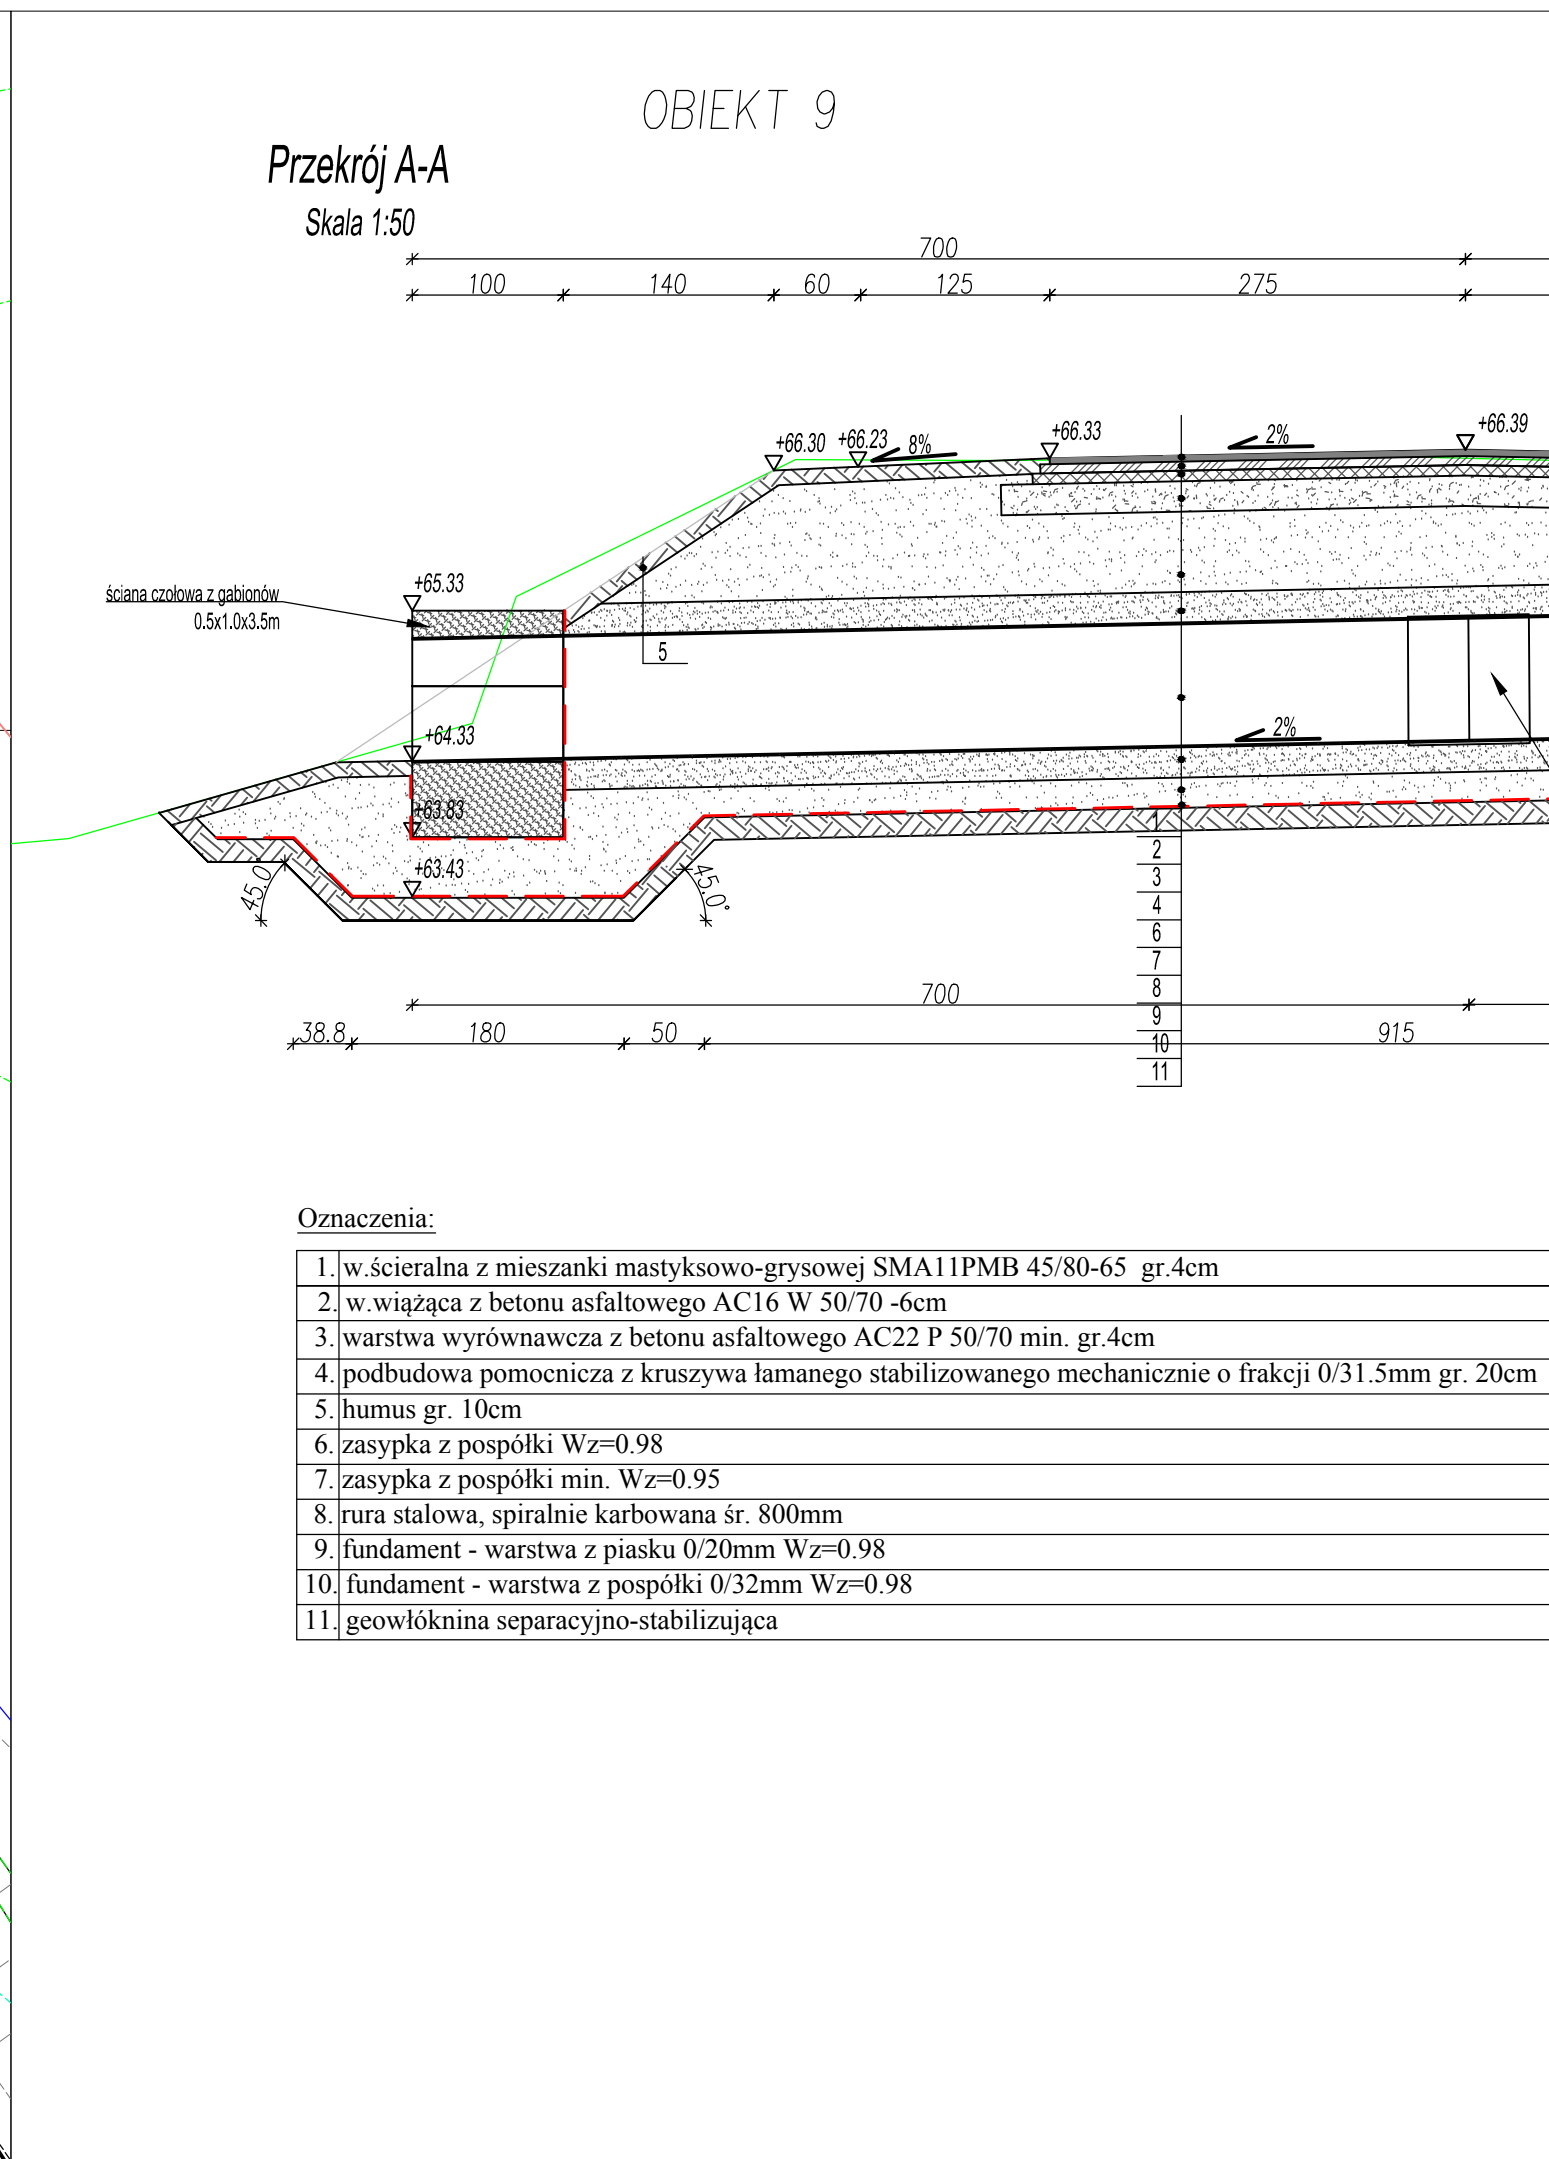 OBIEKT 9
Przekrój A-A
Skala 1:50
700
100 140 60 125 275
+66.30 +66.23 8% +66.33 2% +66.39
+65.33
ściana czołowa z gabionów
0.5x1.0x3.5m
5
+64.33 2%
+63.83
+63.43
45.0°
45.0°
1
2
3
4
6
7
8
9
10
11
700
38.8 180 50 915
Oznaczenia:
1. w.ścieralna z mieszanki mastyksowo-grysowej SMA11PMB 45/80-65 gr.4cm
2. w.wiążąca z betonu asfaltowego AC16 W 50/70 -6cm
3. warstwa wyrównawcza z betonu asfaltowego AC22 P 50/70 min. gr.4cm
4. podbudowa pomocnicza z kruszywa łamanego stabilizowanego mechanicznie o frakcji 0/31.5mm gr. 20cm
5. humus gr. 10cm
6. zasypka z pospółki Wz=0.98
7. zasypka z pospółki min. Wz=0.95
8. rura stalowa, spiralnie karbowana śr. 800mm
9. fundament - warstwa z piasku 0/20mm Wz=0.98
10. fundament - warstwa z pospółki 0/32mm Wz=0.98
11. geowłóknina separacyjno-stabilizująca